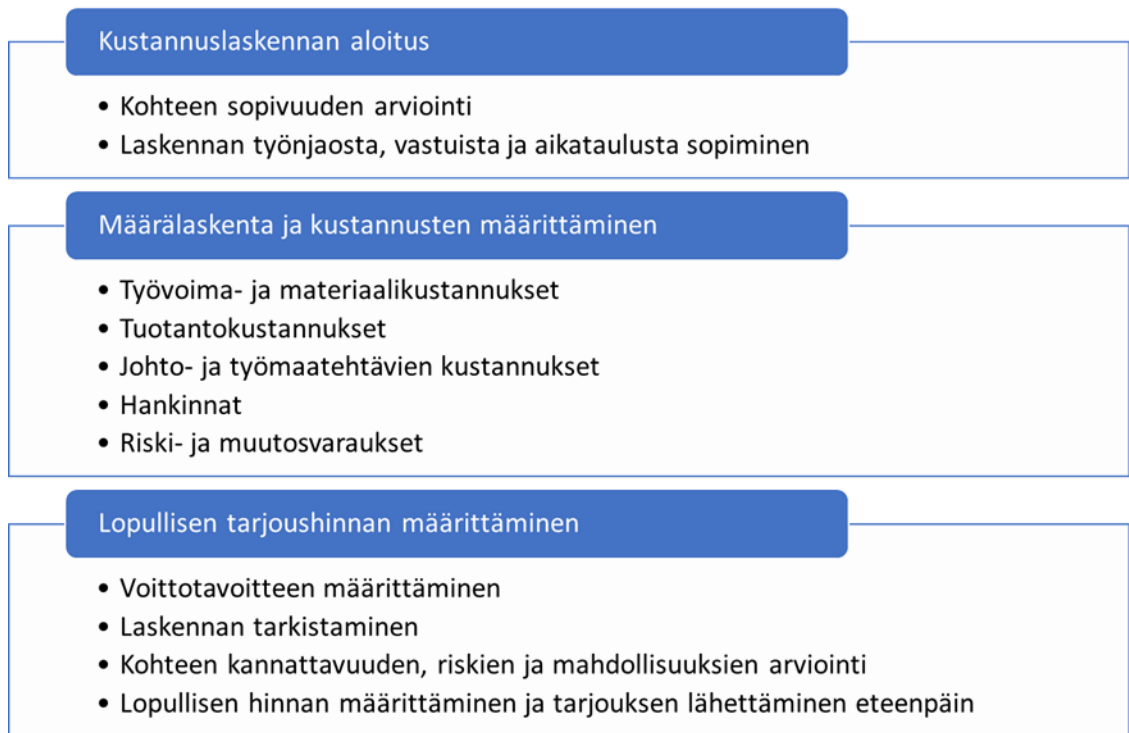 Kustannuslaskennan aloitus
• Kohteen sopivuuden arviointi
• Laskennan työnjaosta, vastuista ja aikataulusta sopiminen
Määrälaskenta ja kustannusten määrittäminen
• Työvoima- ja materiaalikustannukset
• Tuotantokustannukset
• Johto- ja työmaatehtävien kustannukset
• Hankinnat
• Riski- ja muutosvaraukset
Lopullisen tarjoushinnan määrittäminen
• Voittotavoitteen määrittäminen
• Laskennan tarkistaminen
• Kohteen kannattavuuden, riskien ja mahdollisuuksien arviointi
• Lopullisen hinnan määrittäminen ja tarjouksen lähettäminen eteenpäin